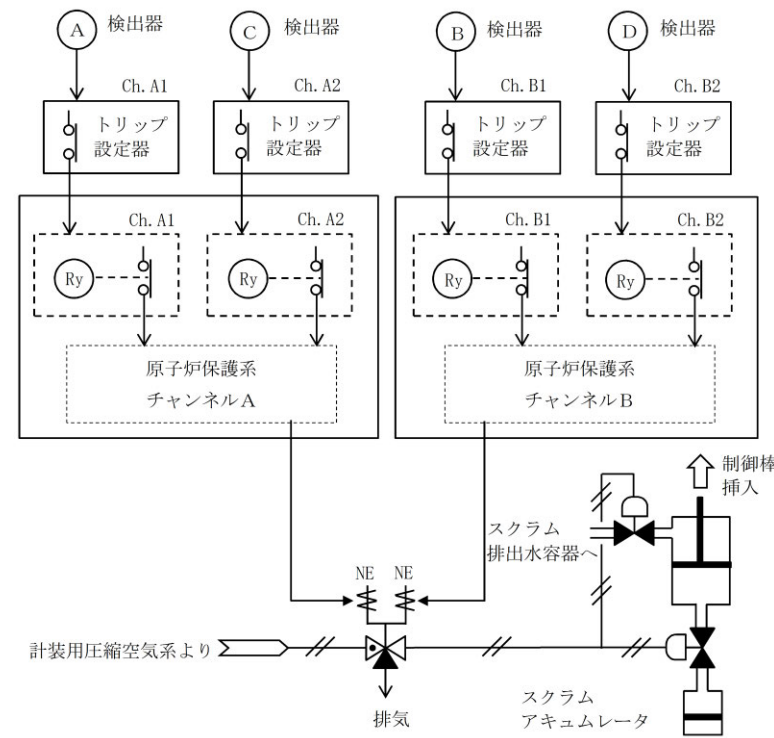 A 検出器
C 検出器
B 検出器
D 検出器
Ch. A1
Ch. A2
Ch. B1
Ch. B2
トリップ
設定器
トリップ
設定器
トリップ
設定器
トリップ
設定器
Ch. A1
Ch. A2
Ch. B1
Ch. B2
Ry
Ry
Ry
Ry
原子炉保護系
チャンネルA
原子炉保護系
チャンネルB
制御棒
挿入
スクラム
排出水容器へ
NE
NE
計装用圧縮空気系より
排気
スクラム
アキュムレータ